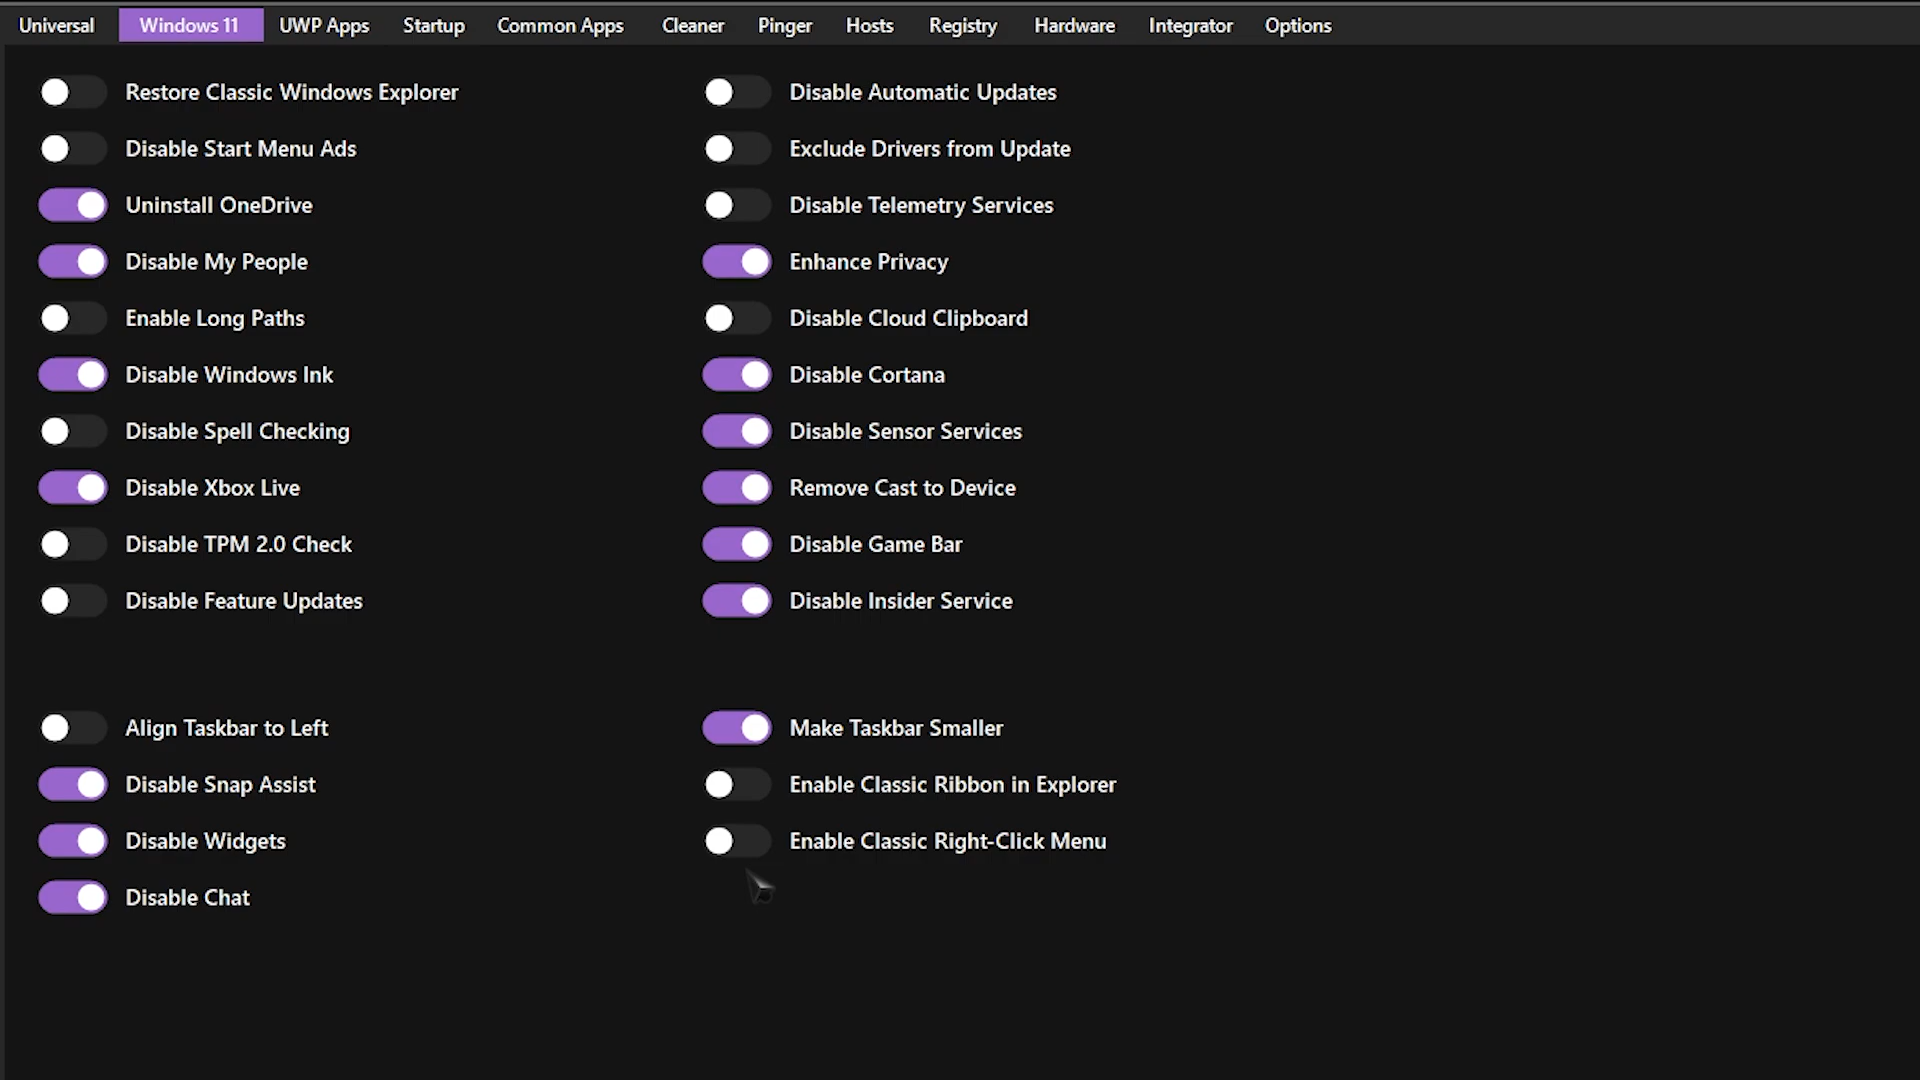 Universal Windows 11 UWP Apps Startup Common Apps Cleaner Pinger Hosts Registry Hardware Integrator Options
Restore Classic Windows Explorer
Disable Start Menu Ads
Uninstall OneDrive
Disable My People
Enable Long Paths
Disable Windows Ink
Disable Spell Checking
Disable Xbox Live
Disable TPM 2.0 Check
Disable Feature Updates
Disable Automatic Updates
Exclude Drivers from Update
Disable Telemetry Services
Enhance Privacy
Disable Cloud Clipboard
Disable Cortana
Disable Sensor Services
Remove Cast to Device
Disable Game Bar
Disable Insider Service
Align Taskbar to Left
Disable Snap Assist
Disable Widgets
Disable Chat
Make Taskbar Smaller
Enable Classic Ribbon in Explorer
Enable Classic Right-Click Menu